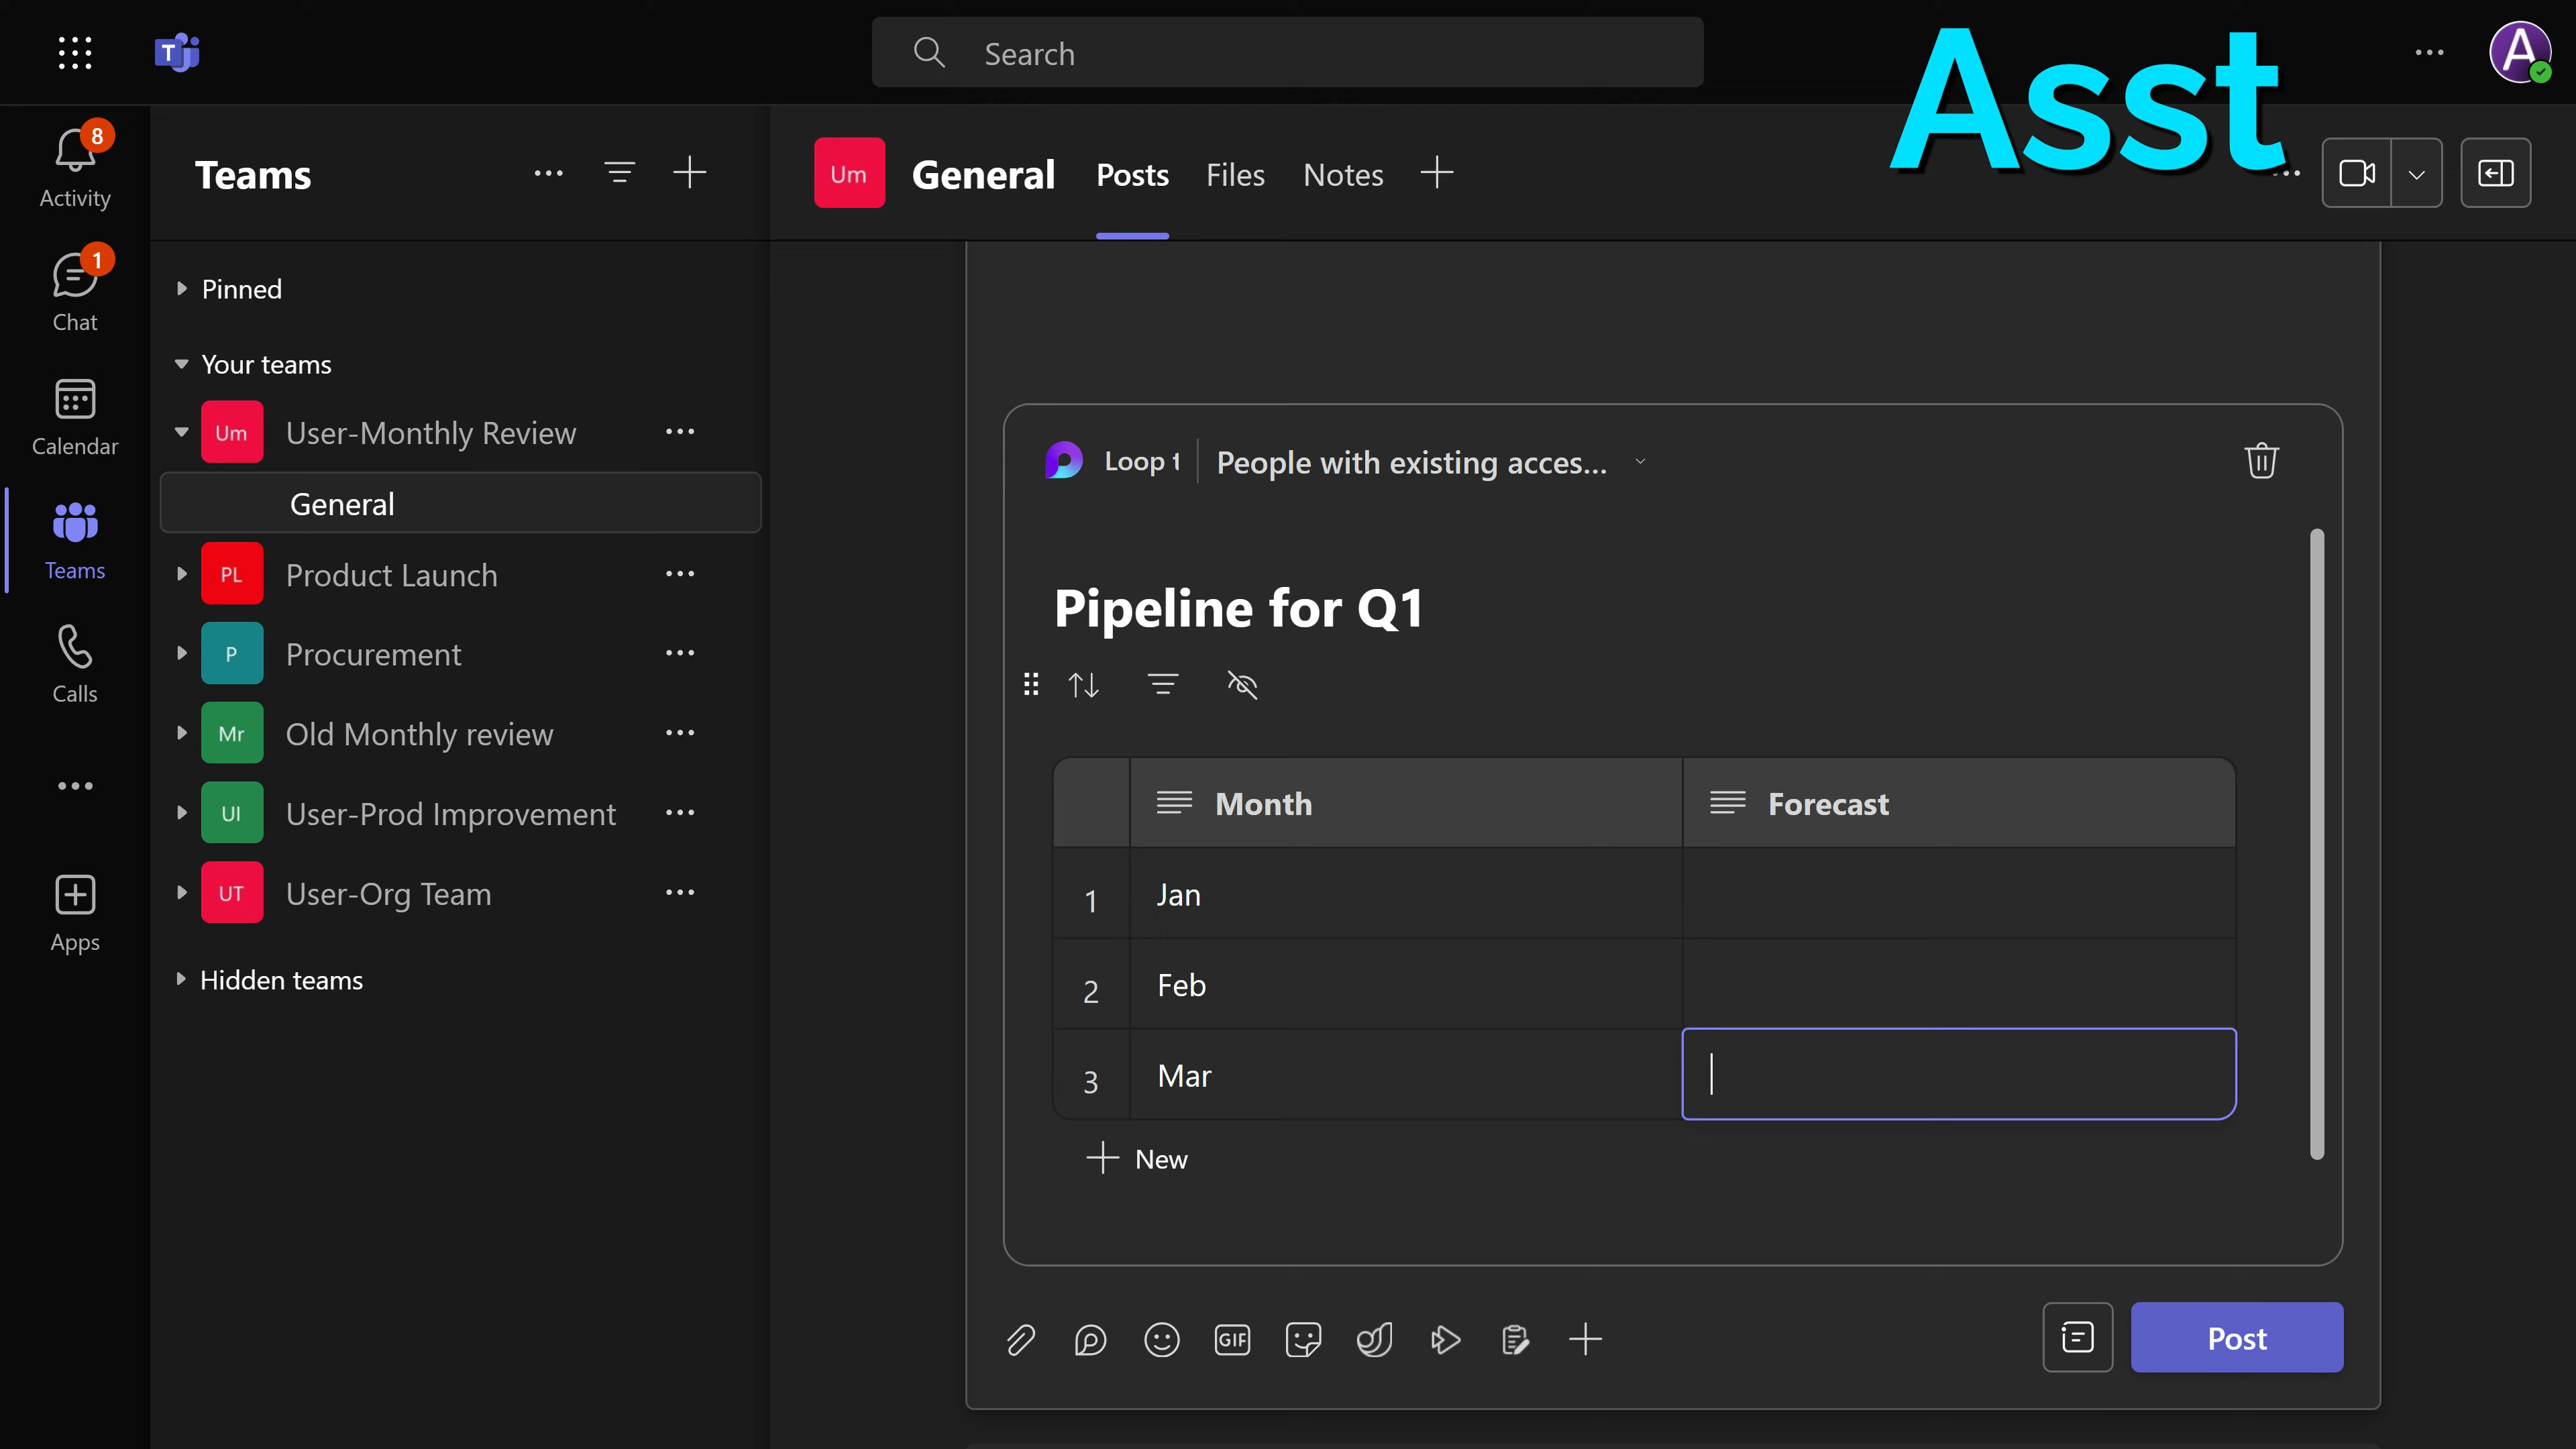 Search
Asst
A
8
Activity
1
Chat
Calendar
Teams
Calls
Apps
Teams
Pinned
Your teams
Um User-Monthly Review
General
PL Product Launch
P Procurement
Mr Old Monthly review
UI User-Prod Improvement
UT User-Org Team
Hidden teams
Um General Posts Files Notes
Loop t People with existing acces...
Pipeline for Q1
Month Forecast
1 Jan
2 Feb
3 Mar
New
GIF
Post